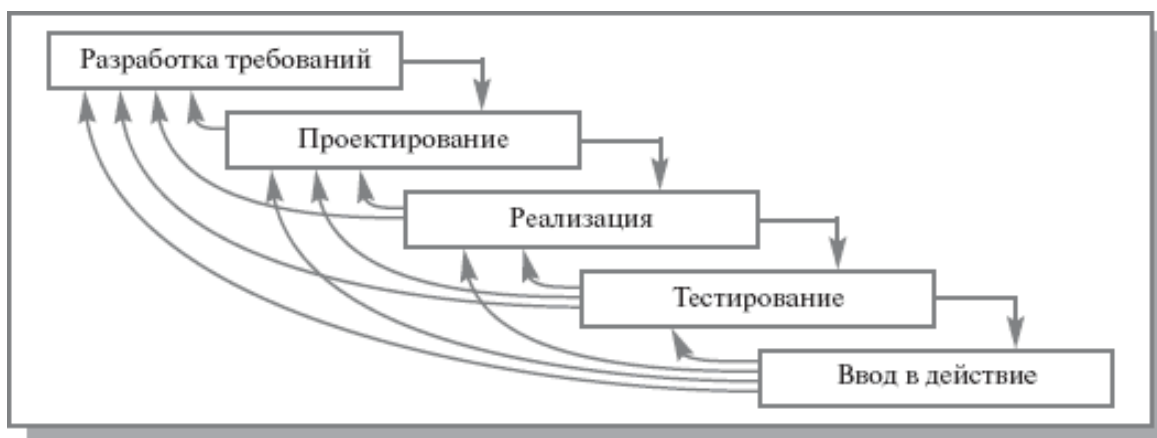 Разработка требований
Проектирование
Реализация
Тестирование
Ввод в действие